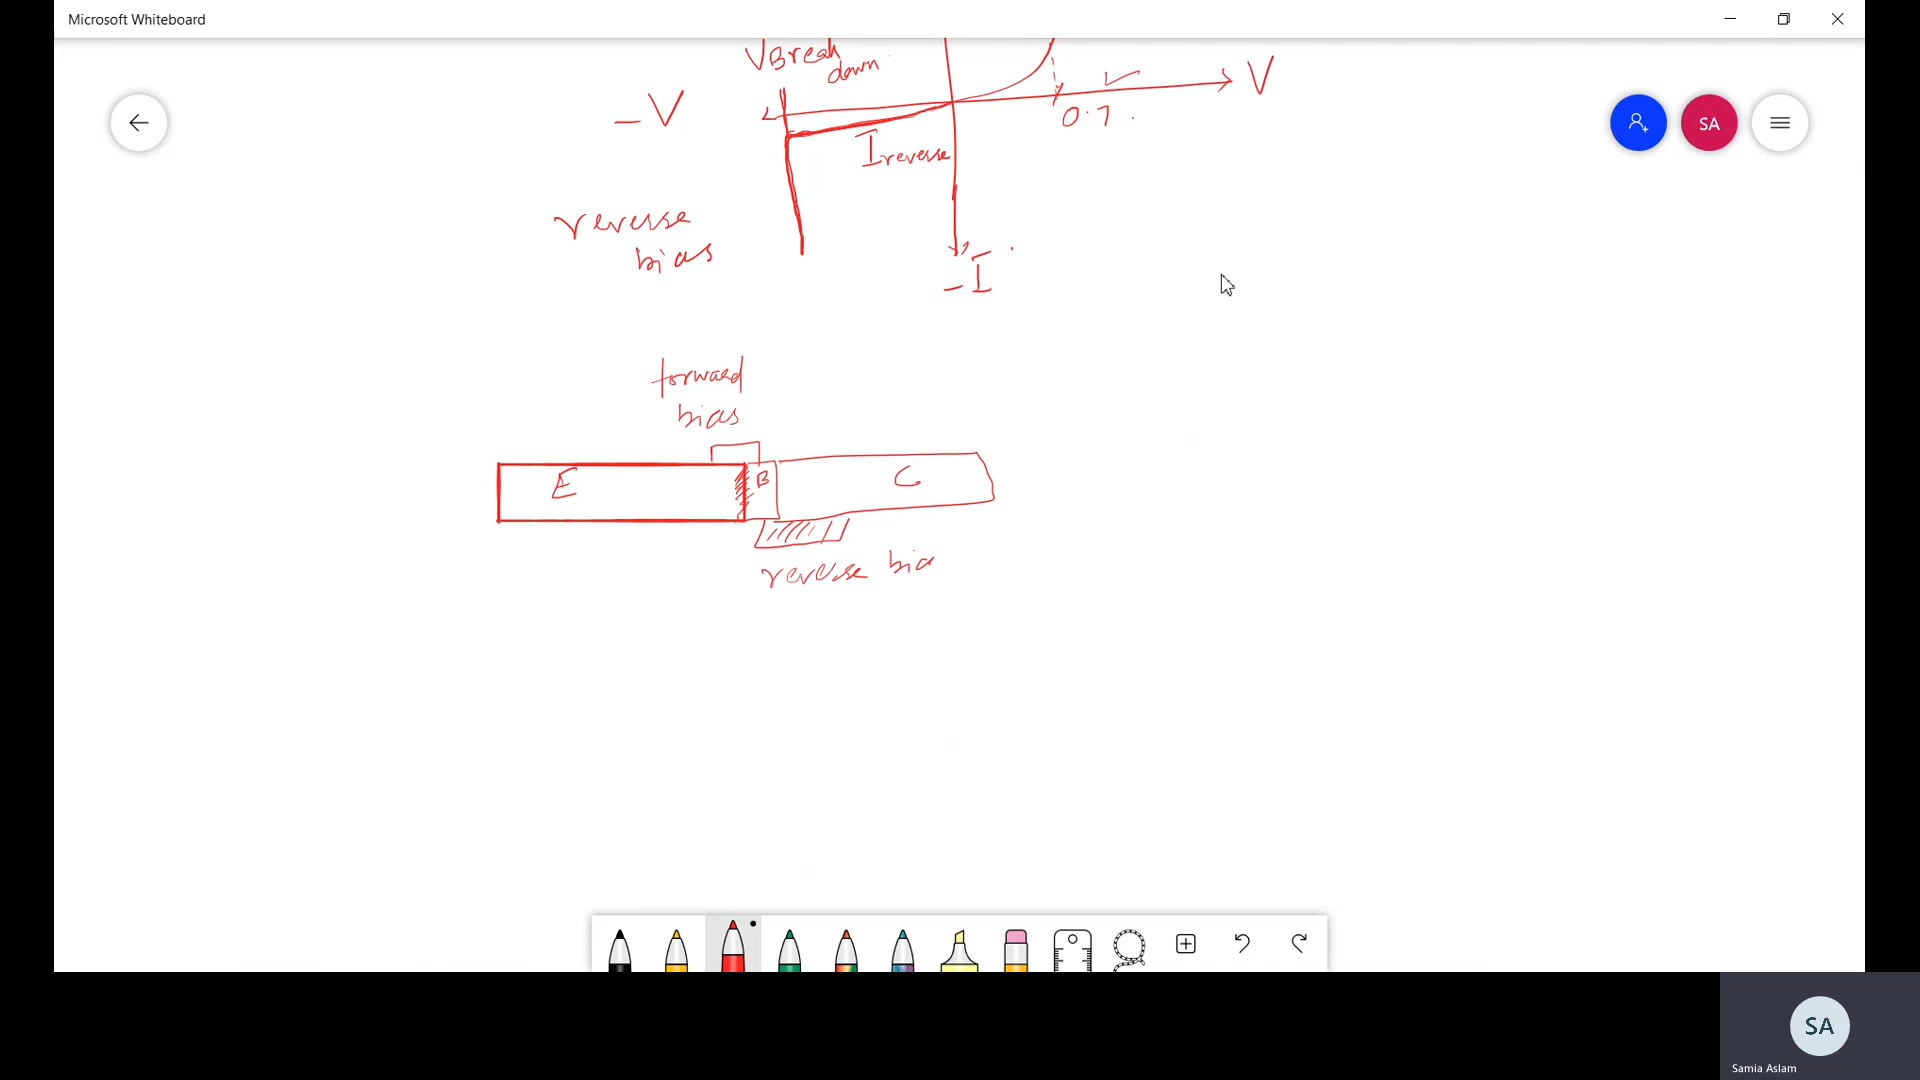 Microsoft Whiteboard
VBreak
down
V
-V
0.7
Ireverse
SA
reverse
bias
-I
forward
bias
E
B
C
reverse bia
SA
Samia Aslam